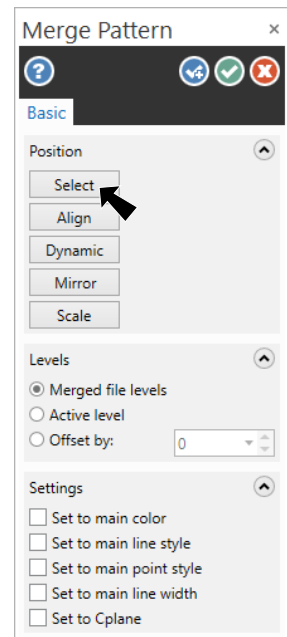 Merge Pattern
Basic
Position
Select
Align
Dynamic
Mirror
Scale
Levels
Merged file levels
Active level
Offset by: 0
Settings
Set to main color
Set to main line style
Set to main point style
Set to main line width
Set to Cplane